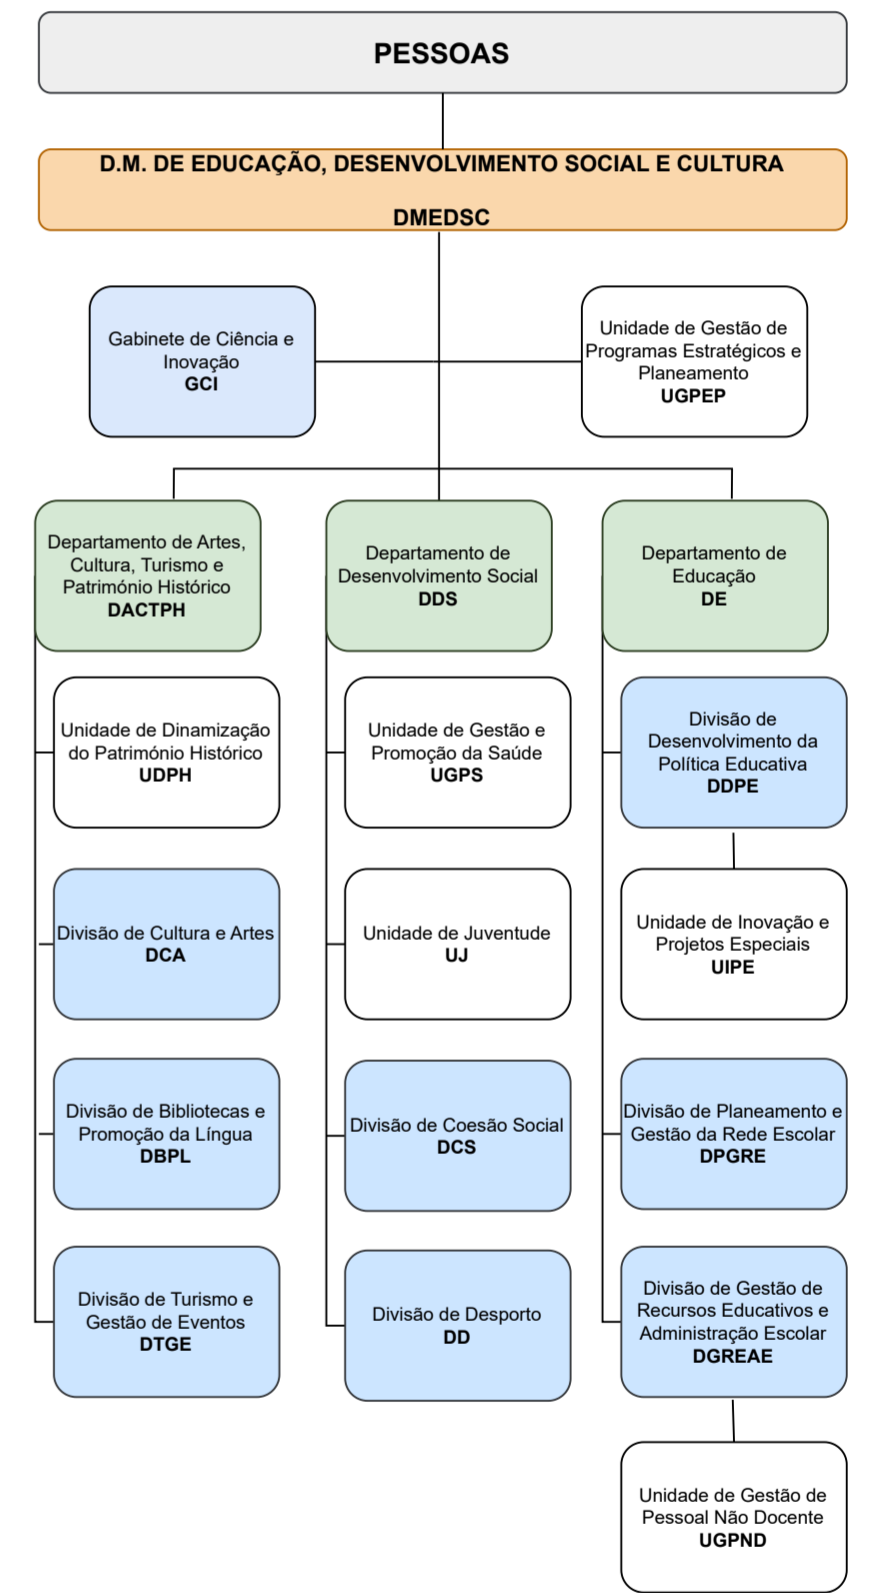 PESSOAS
D.M. DE EDUCAÇÃO, DESENVOLVIMENTO SOCIAL E CULTURA
DMEDSC
Gabinete de Ciência e
Inovação
GCI
Unidade de Gestão de
Programas Estratégicos e
Planeamento
UGPEP
Departamento de Artes,
Cultura, Turismo e
Património Histórico
DACTPH
Departamento de
Desenvolvimento Social
DDS
Departamento de
Educação
DE
Unidade de Dinamização
do Património Histórico
UDPH
Unidade de Gestão e
Promoção da Saúde
UGPS
Divisão de
Desenvolvimento da
Política Educativa
DDPE
Divisão de Cultura e Artes
DCA
Unidade de Juventude
UJ
Unidade de Inovação e
Projetos Especiais
UIPE
Divisão de Bibliotecas e
Promoção da Língua
DBPL
Divisão de Coesão Social
DCS
Divisão de Planeamento e
Gestão da Rede Escolar
DPGRE
Divisão de Turismo e
Gestão de Eventos
DTGE
Divisão de Desporto
DD
Divisão de Gestão de
Recursos Educativos e
Administração Escolar
DGREAE
Unidade de Gestão de
Pessoal Não Docente
UGPND